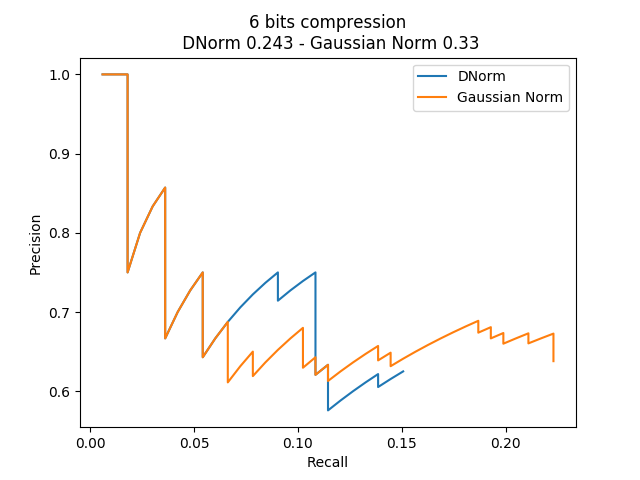 6 bits compression
DNorm 0.243 - Gaussian Norm 0.33
DNorm
Gaussian Norm
1.0
0.9
0.8
0.7
0.6
Precision
0.00
0.05
0.10
0.15
0.20
Recall